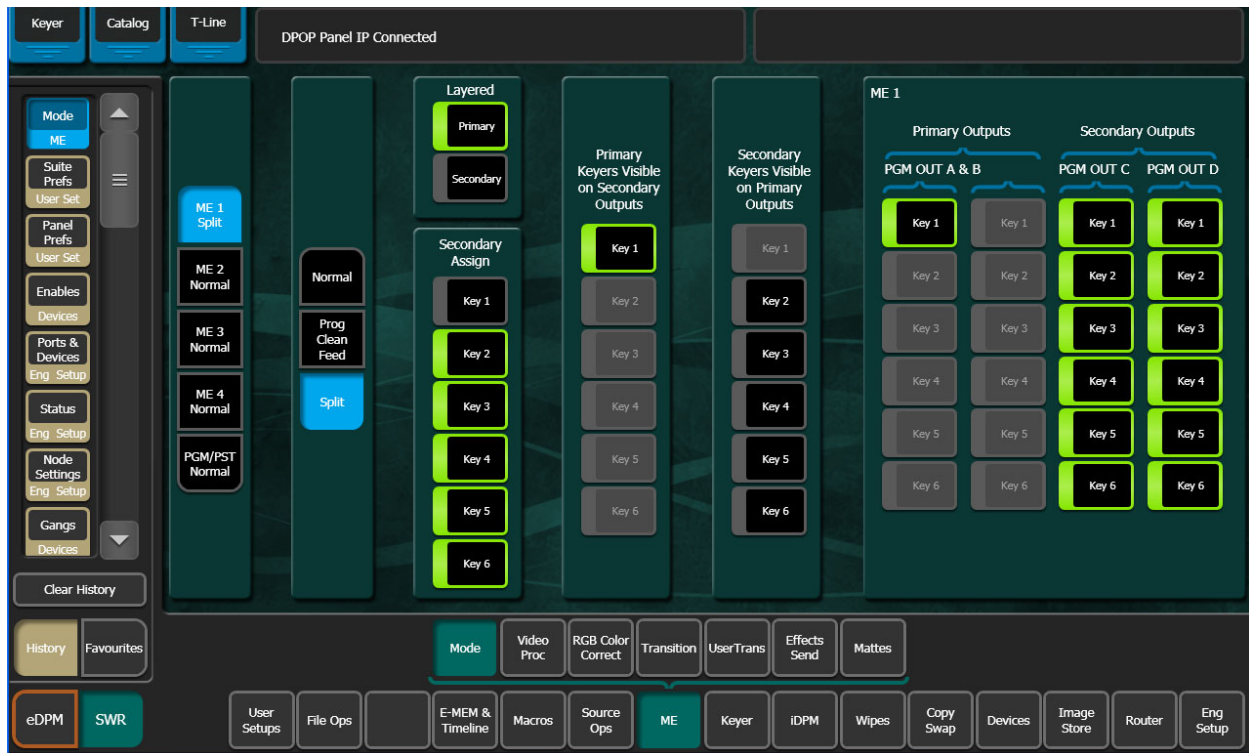 Keyer
Catalog
T-Line
DPOP Panel IP Connected
Mode
ME
Suite
Prefs
User Set
Panel
Prefs
User Set
Enables
Devices
Ports &
Devices
Eng Setup
Status
Eng Setup
Node
Settings
Eng Setup
Gangs
Devices
Clear History
History
Favourites
ME 1
Split
ME 2
Normal
ME 3
Normal
ME 4
Normal
PGM/PST
Normal
Normal
Prog
Clean
Feed
Split
Layered
Primary
Secondary
Secondary
Assign
Key 1
Key 2
Key 3
Key 4
Key 5
Key 6
Primary
Keyers Visible
on Secondary
Outputs
Key 1
Key 2
Key 3
Key 4
Key 5
Key 6
Secondary
Keyers Visible
on Primary
Outputs
Key 1
Key 2
Key 3
Key 4
Key 5
Key 6
ME 1
Primary Outputs
Secondary Outputs
PGM OUT A & B
PGM OUT C
PGM OUT D
Key 1 Key 1 Key 1 Key 1
Key 2 Key 2 Key 2 Key 2
Key 3 Key 3 Key 3 Key 3
Key 4 Key 4 Key 4 Key 4
Key 5 Key 5 Key 5 Key 5
Key 6 Key 6 Key 6 Key 6
Mode
Video
Proc
RGB Color
Correct
Transition
UserTrans
Effects
Send
Mattes
eDPM
SWR
User
Setups
File Ops
E-MEM &
Timeline
Macros
Source
Ops
ME
Keyer
iDPM
Wipes
Copy
Swap
Devices
Image
Store
Router
Eng
Setup